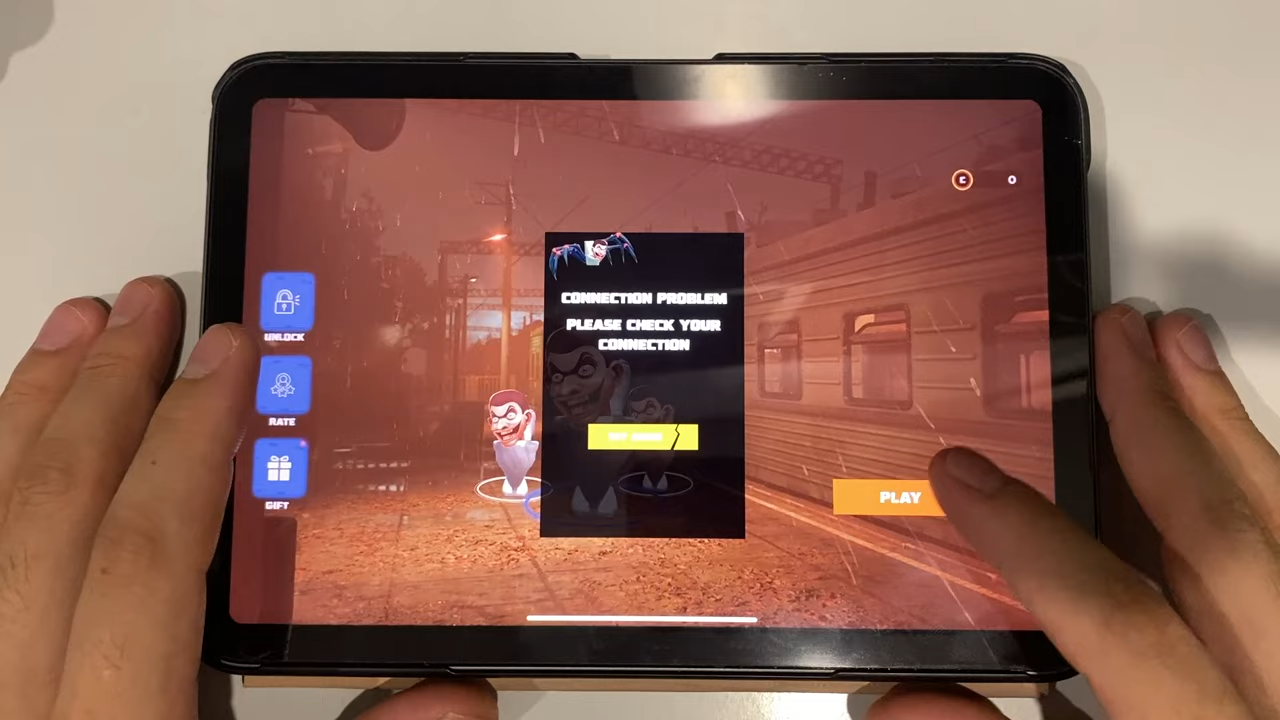 0
CONNECTION PROBLEM
PLEASE CHECK YOUR
CONNECTION
UNLOCK
RATE
GIFT
PLAY